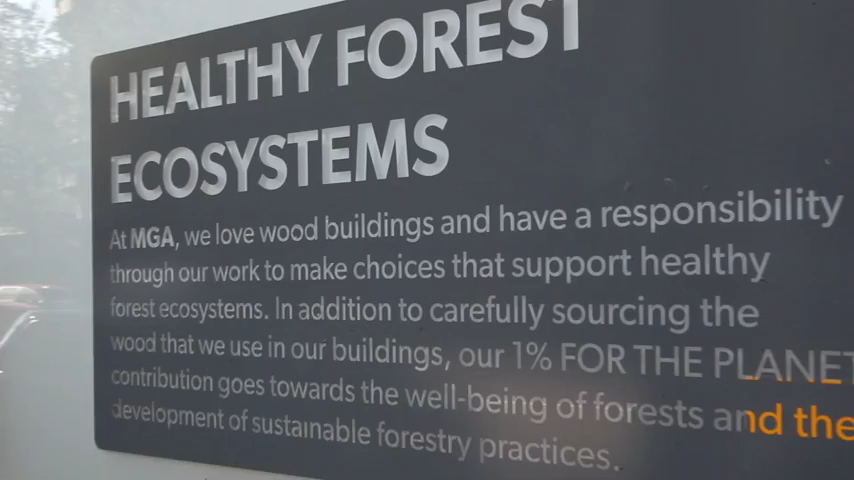 HEALTHY FOREST
ECOSYSTEMS
At MGA, we love wood buildings and have a responsibility
through our work to make choices that support healthy
forest ecosystems. In addition to carefully sourcing the
wood that we use in our buildings, our 1% FOR THE PLANET
contribution goes towards the well-being of forests and the
development of sustainable forestry practices.